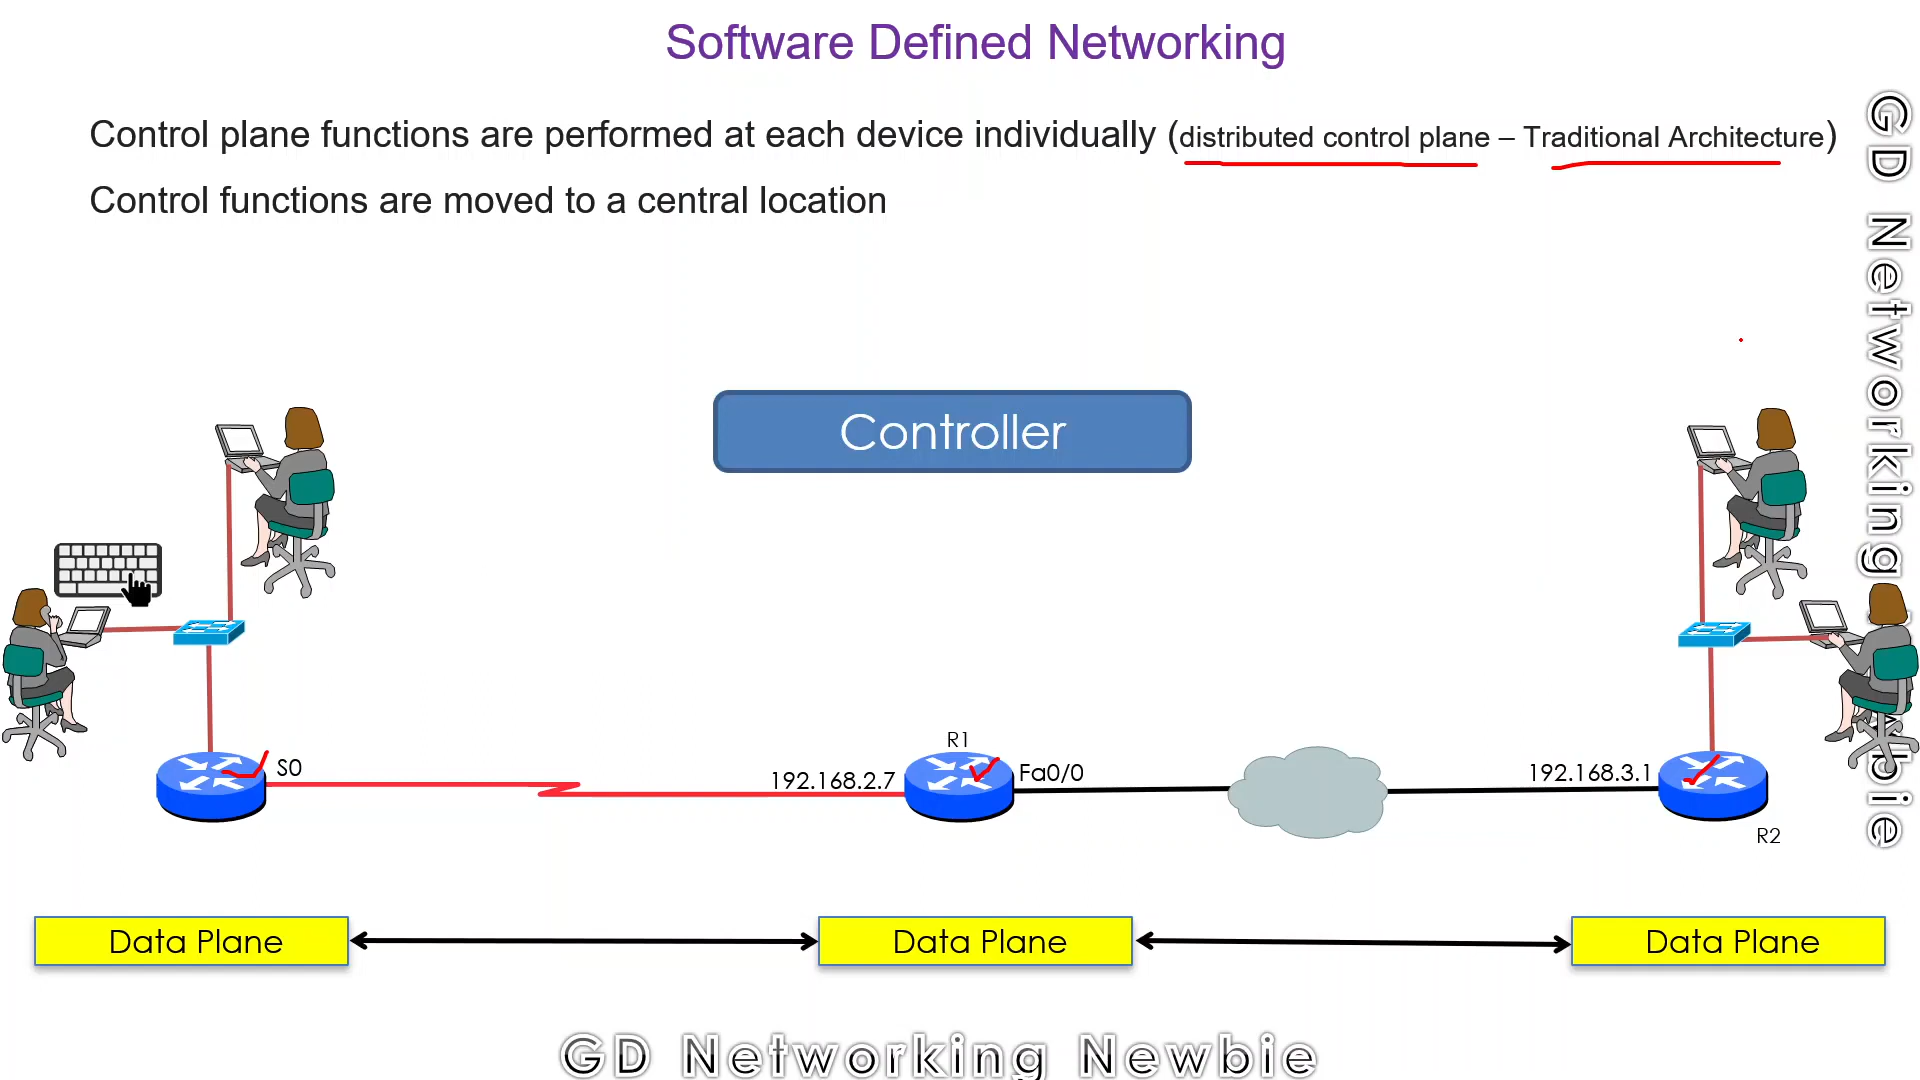 Software Defined Networking
Control plane functions are performed at each device individually (distributed control plane – Traditional Architecture)
Control functions are moved to a central location
Controller
S0
192.168.2.7
R1
Fa0/0
192.168.3.1
R2
Data Plane
Data Plane
Data Plane
GD Networking Newbie
GD Networking Newbie